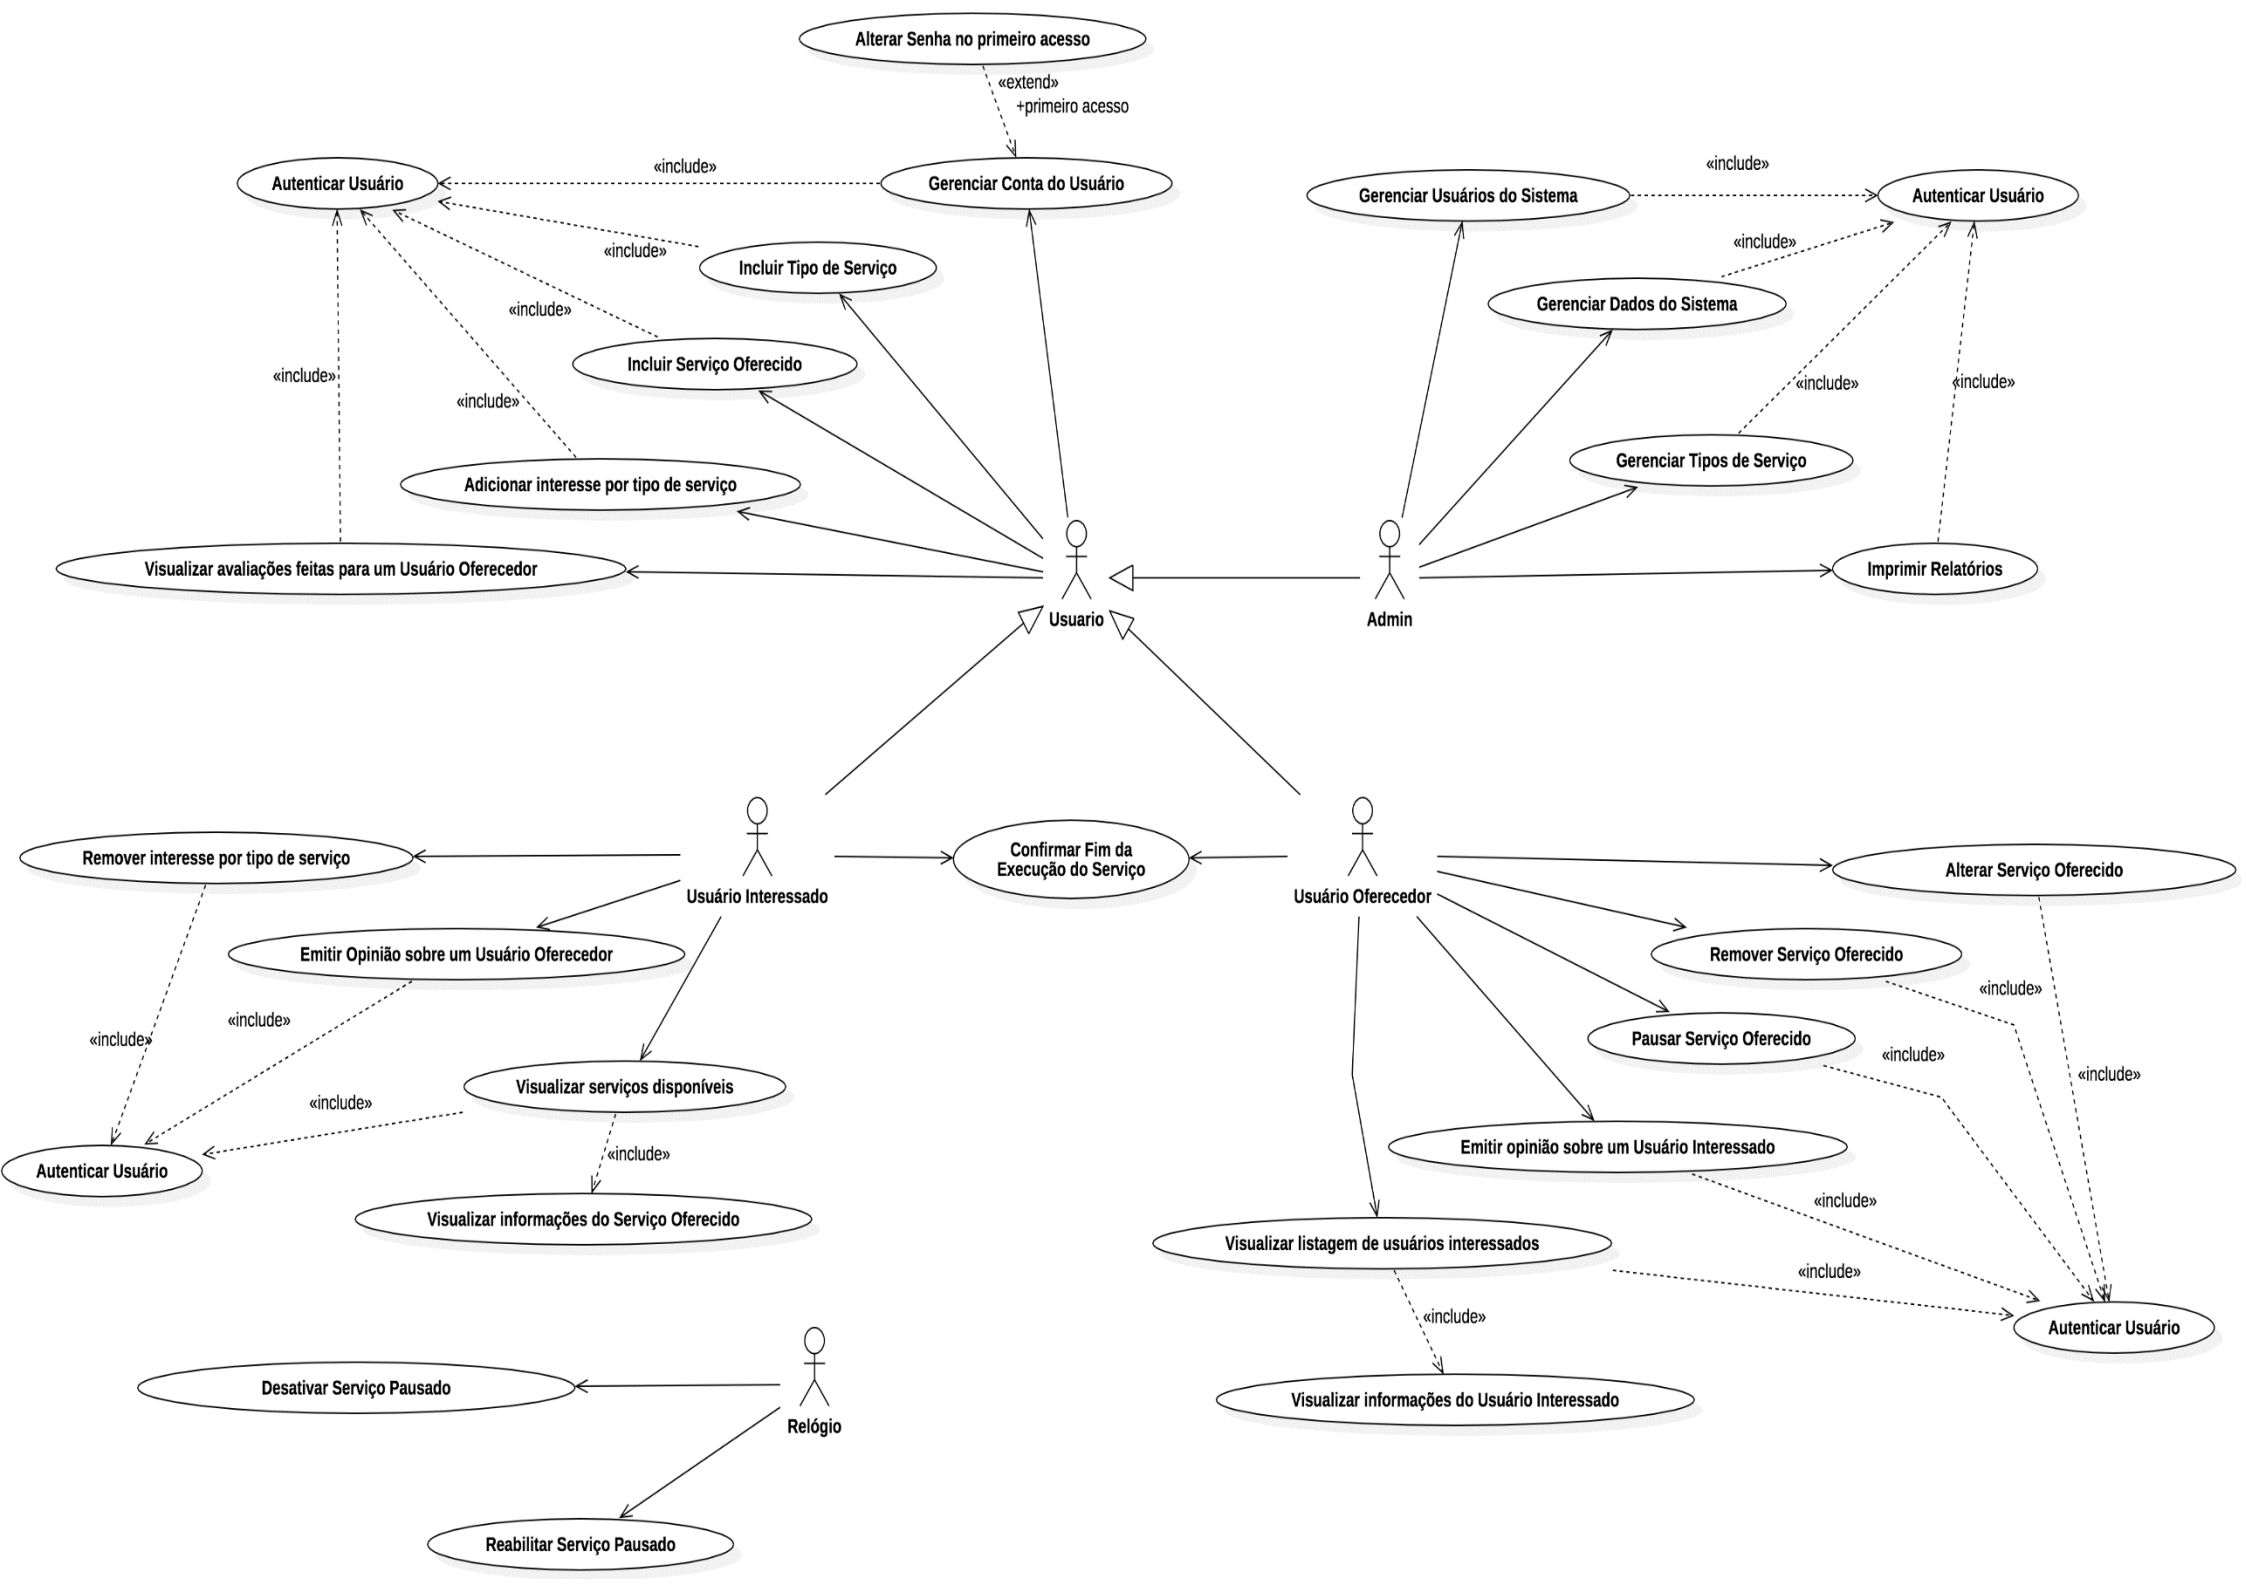 Alterar Senha no primeiro acesso
«extend»
+primeiro acesso
Autenticar Usuário
«include»
Gerenciar Conta do Usuário
Gerenciar Usuários do Sistema
«include»
Autenticar Usuário
«include»
Incluir Tipo de Serviço
«include»
Gerenciar Dados do Sistema
«include»
Incluir Serviço Oferecido
«include»
«include»
«include»
«include»
Adicionar interesse por tipo de serviço
Gerenciar Tipos de Serviço
Visualizar avaliações feitas para um Usuário Oferecedor
Imprimir Relatórios
Usuario
Admin
Remover interesse por tipo de serviço
Usuário Interessado
Confirmar Fim da
Execução do Serviço
Usuário Oferecedor
Alterar Serviço Oferecido
Emitir Opinião sobre um Usuário Oferecedor
Remover Serviço Oferecido
«include»
«include»
«include»
Pausar Serviço Oferecido
«include»
«include»
Visualizar serviços disponíveis
«include»
«include»
Emitir opinião sobre um Usuário Interessado
Autenticar Usuário
«include»
Visualizar informações do Serviço Oferecido
Visualizar listagem de usuários interessados
«include»
«include»
Autenticar Usuário
Desativar Serviço Pausado
Visualizar informações do Usuário Interessado
Relógio
Reabilitar Serviço Pausado